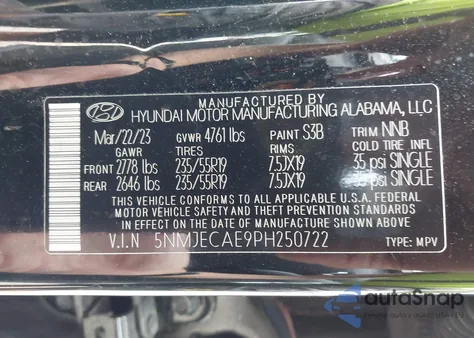 MANUFACTURED BY
HYUNDAI MOTOR MANUFACTURING ALABAMA, LLC
Mar/22/23 GVWR 4761 lbs PAINT S3B TRIM NNB
GAWR TIRES RIMS COLD TIRE INFL
FRONT 2778 lbs 235/55R19 7.5JX19 35 psi SINGLE
REAR 2646 lbs 235/55R19 7.5JX19 35 psi SINGLE
THIS VEHICLE CONFORMS TO ALL APPLICABLE U.S.A. FEDERAL
MOTOR VEHICLE SAFETY, BUMPER, AND THEFT PREVENTION STANDARDS IN
EFFECT ON THE DATE OF MANUFACTURE SHOWN ABOVE.
V.I.N 5NMJECAE9PH250722 TYPE: MPV
autoSnap